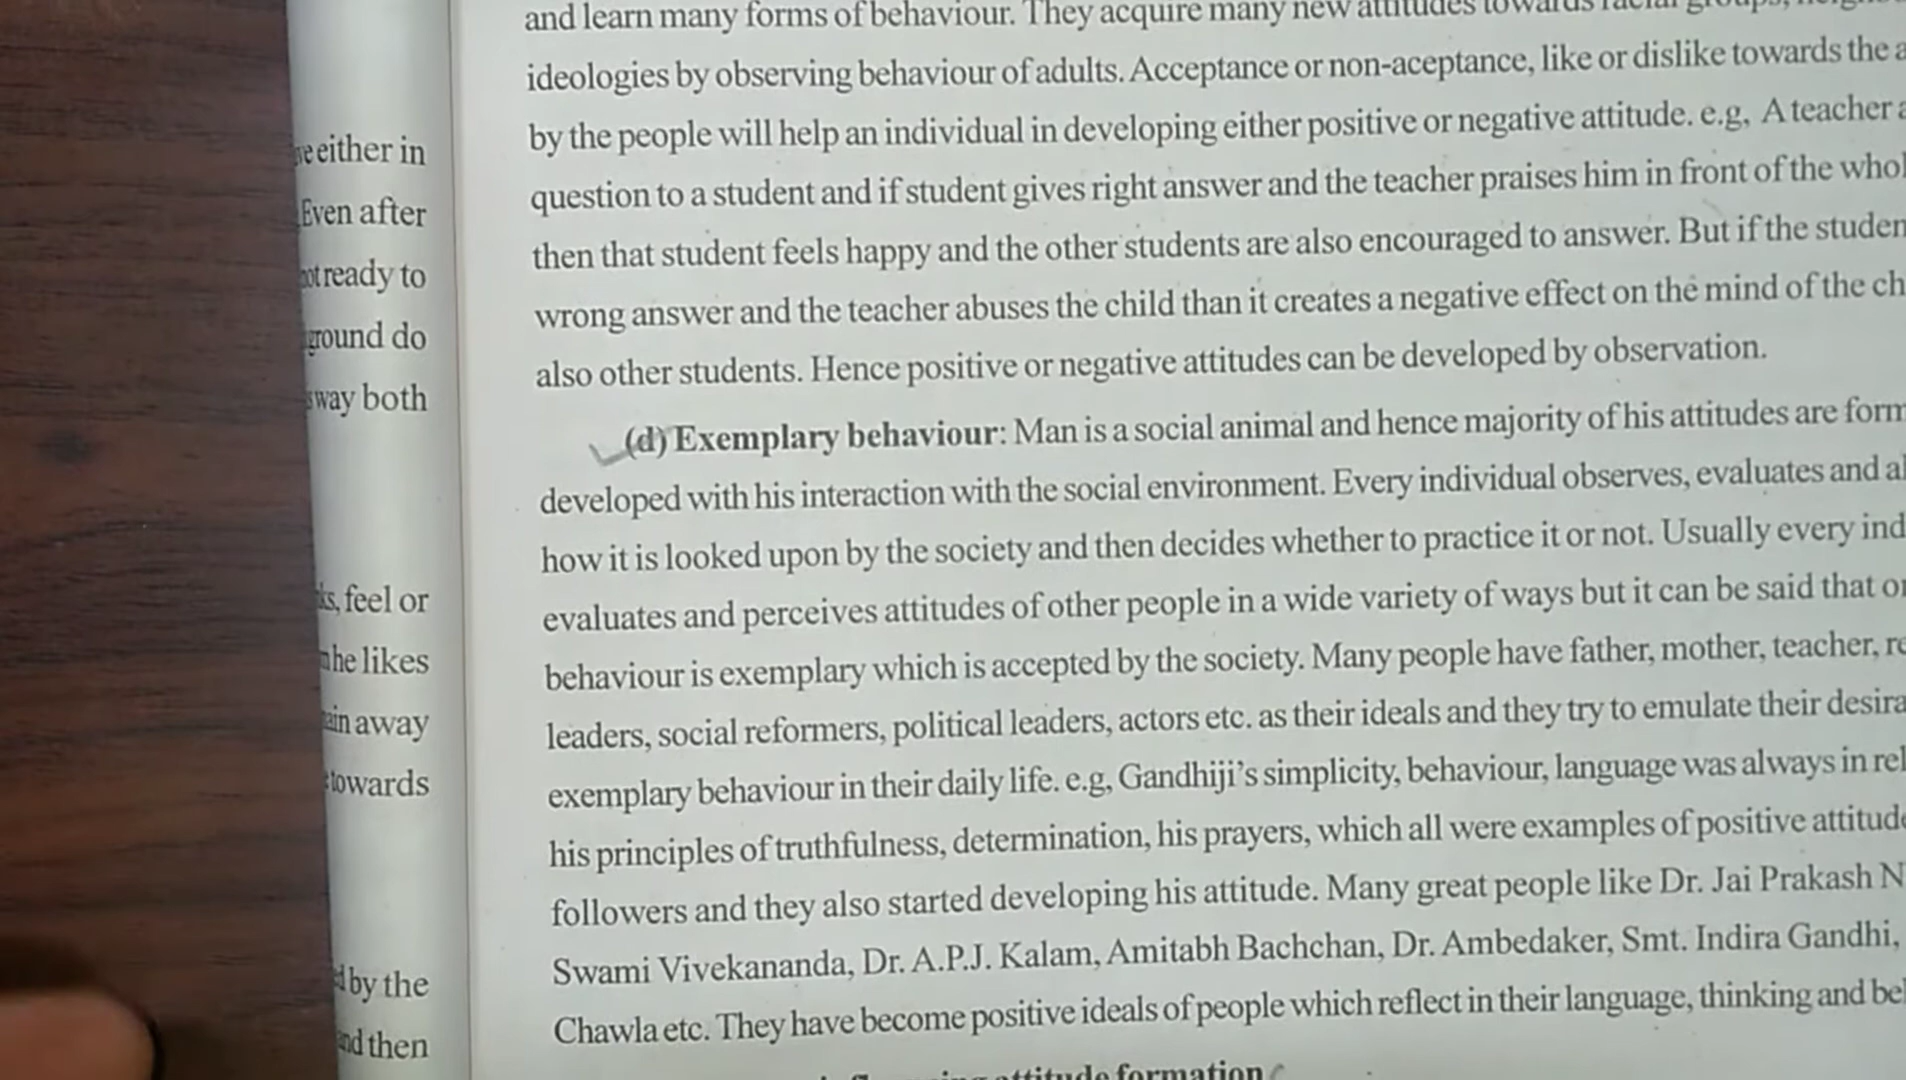 either in
Even after
ready to
ground do
sway both
feel or
he likes
away
towards
by the
then
and learn many forms of behaviour. They acquire many new attitudes towards racial groups,
ideologies by observing behaviour of adults. Acceptance or non-aceptance, like or dislike towards the
by the people will help an individual in developing either positive or negative attitude. e.g, A teacher
question to a student and if student gives right answer and the teacher praises him in front of the
then that student feels happy and the other students are also encouraged to answer. But if the
wrong answer and the teacher abuses the child than it creates a negative effect on the mind of the
also other students. Hence positive or negative attitudes can be developed by observation.
(d) Exemplary behaviour: Man is a social animal and hence majority of his attitudes are
developed with his interaction with the social environment. Every individual observes, evaluates and
how it is looked upon by the society and then decides whether to practice it or not. Usually every
evaluates and perceives attitudes of other people in a wide variety of ways but it can be said that
behaviour is exemplary which is accepted by the society. Many people have father, mother, teacher,
leaders, social reformers, political leaders, actors etc. as their ideals and they try to emulate their
exemplary behaviour in their daily life. e.g, Gandhiji's simplicity, behaviour, language was always in
his principles of truthfulness, determination, his prayers, which all were examples of positive
followers and they also started developing his attitude. Many great people like Dr. Jai Prakash
Swami Vivekananda, Dr. A.P.J. Kalam, Amitabh Bachchan, Dr. Ambedaker, Smt. Indira Gandhi,
Chawla etc. They have become positive ideals of people which reflect in their language, thinking and
attitude formation